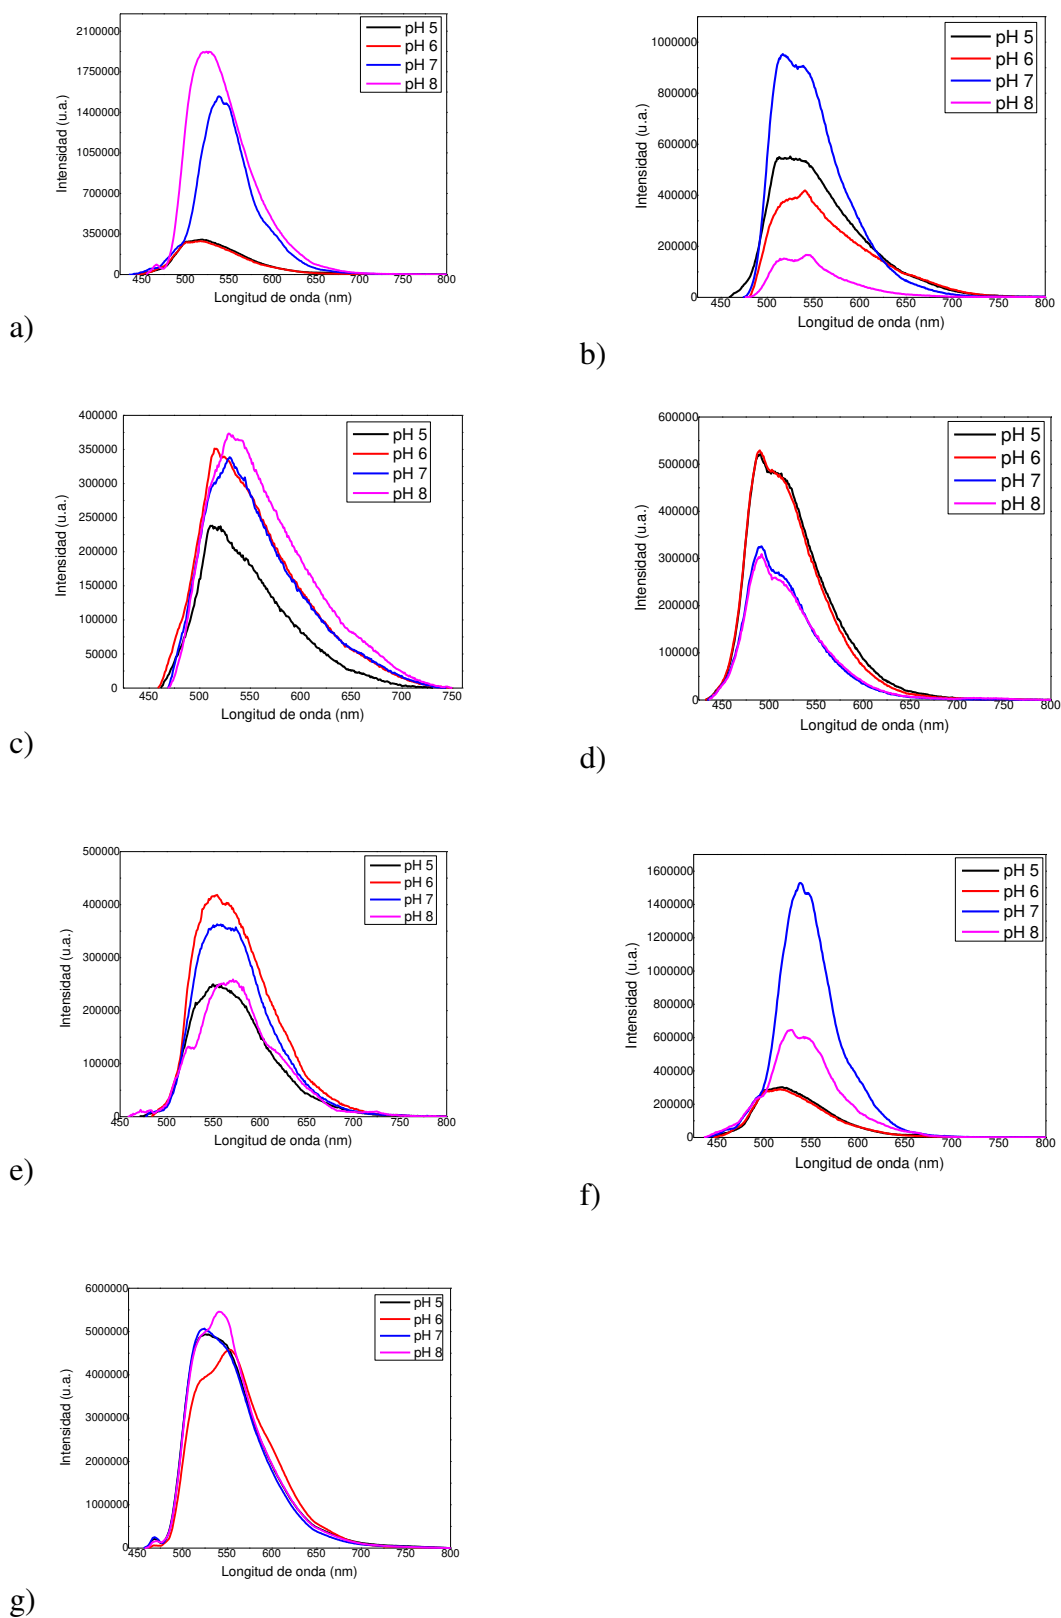 2100000
1750000
1400000
1050000
700000
350000
0
Intensidad (u.a.)
pH 5
pH 6
pH 7
pH 8
450 500 550 600 650 700 750 800
Longitud de onda (nm)
a)
1000000
800000
600000
400000
200000
0
Intensidad (u.a.)
pH 5
pH 6
pH 7
pH 8
450 500 550 600 650 700 750 800
Longitud de onda (nm)
b)
400000
350000
300000
250000
200000
150000
100000
50000
0
Intensidad (u.a.)
pH 5
pH 6
pH 7
pH 8
450 500 550 600 650 700 750
Longitud de onda (nm)
c)
600000
500000
400000
300000
200000
100000
0
Intensidad (u.a.)
pH 5
pH 6
pH 7
pH 8
450 500 550 600 650 700 750 800
Longitud de onda (nm)
d)
500000
400000
300000
200000
100000
0
Intensidad (u.a.)
pH 5
pH 6
pH 7
pH 8
450 500 550 600 650 700 750 800
Longitud de onda (nm)
e)
1600000
1400000
1200000
1000000
800000
600000
400000
200000
0
Intensidad (u.a.)
pH 5
pH 6
pH 7
pH 8
450 500 550 600 650 700 750 800
Longitud de onda (nm)
f)
6000000
5000000
4000000
3000000
2000000
1000000
0
Intensidad (u.a.)
pH 5
pH 6
pH 7
pH 8
450 500 550 600 650 700 750 800
Longitud de onda (nm)
g)